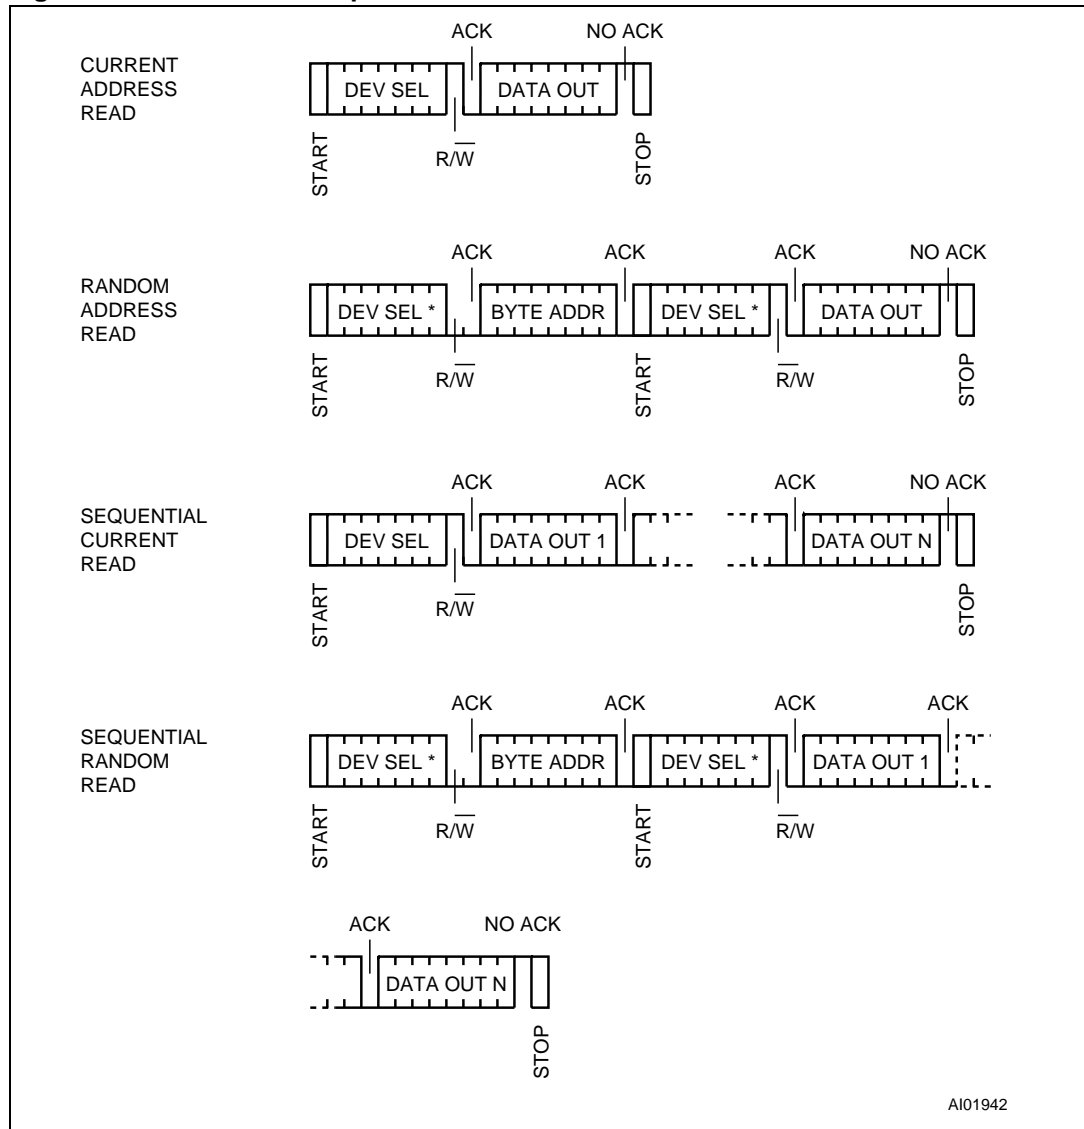 ACK NO ACK
CURRENT
ADDRESS
READ
DEV SEL DATA OUT
R/W
START STOP
ACK ACK ACK NO ACK
RANDOM
ADDRESS
READ
DEV SEL * BYTE ADDR DEV SEL * DATA OUT
R/W R/W
START START STOP
ACK ACK ACK NO ACK
SEQUENTIAL
CURRENT
READ
DEV SEL DATA OUT 1 DATA OUT N
R/W
START STOP
ACK ACK ACK ACK
SEQUENTIAL
RANDOM
READ
DEV SEL * BYTE ADDR DEV SEL * DATA OUT 1
R/W R/W
START START
ACK NO ACK
DATA OUT N
STOP
AI01942